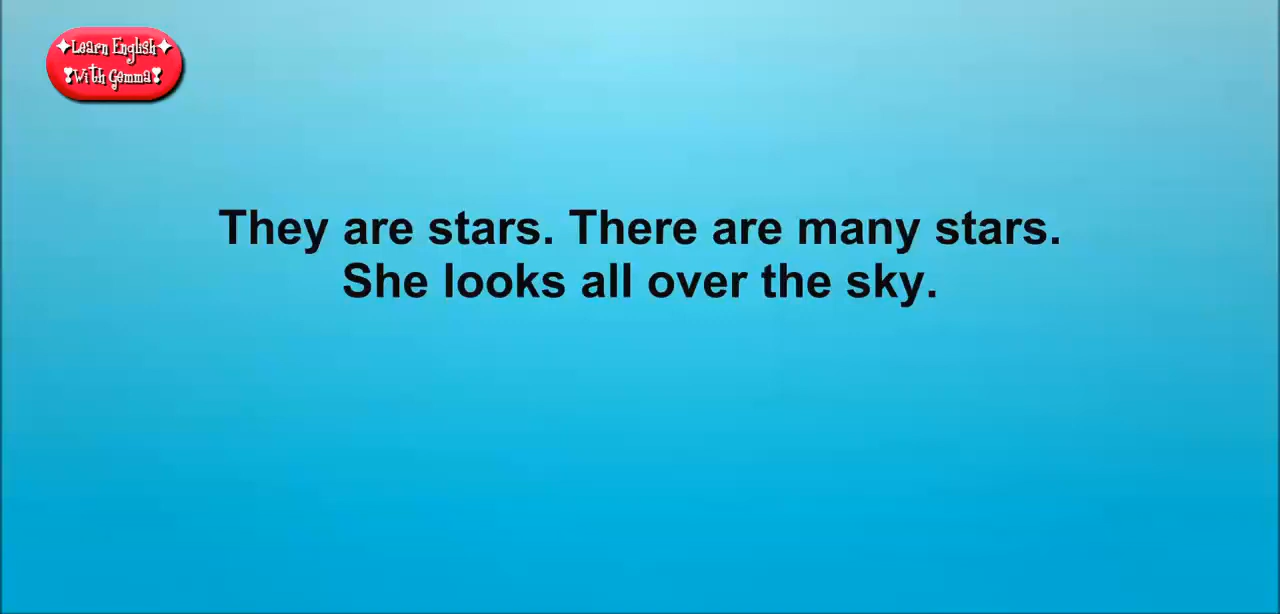 ✦Learn English✦
❣With Gemma❣
They are stars. There are many stars.
She looks all over the sky.